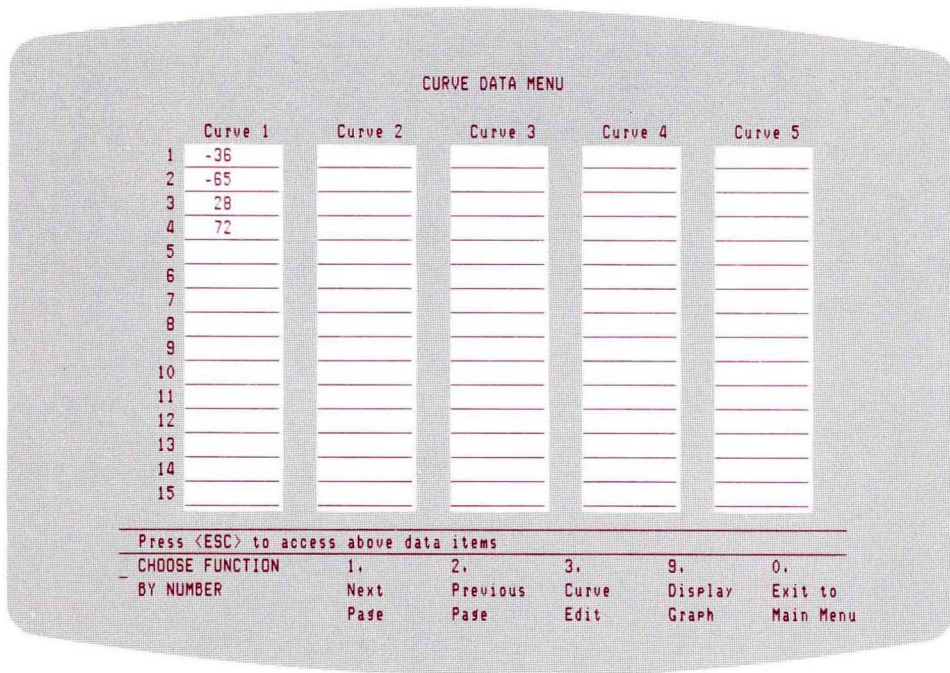 CURVE DATA MENU
Curve 1 Curve 2 Curve 3 Curve 4 Curve 5
1 -36
2 -65
3 28
4 72
5
6
7
8
9
10
11
12
13
14
15
Press <ESC> to access above data items
CHOOSE FUNCTION 1. 2. 3. 9. 0.
_
BY NUMBER Next Previous Curve Display Exit to
Page Page Edit Graph Main Menu